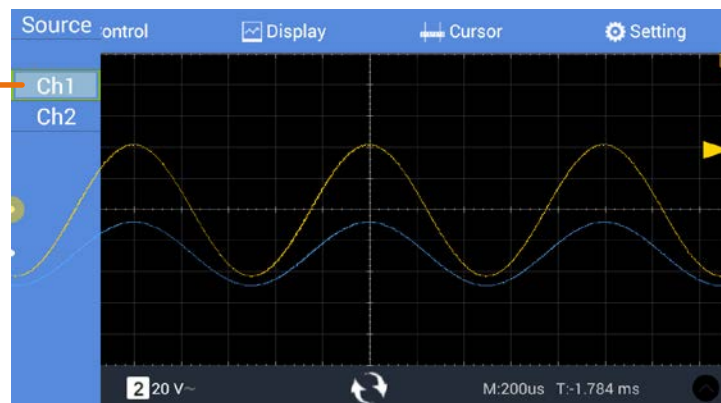 Source ontrol Display Cursor Setting
Ch1
Ch2
2 20 V~ M:200us T:-1.784 ms